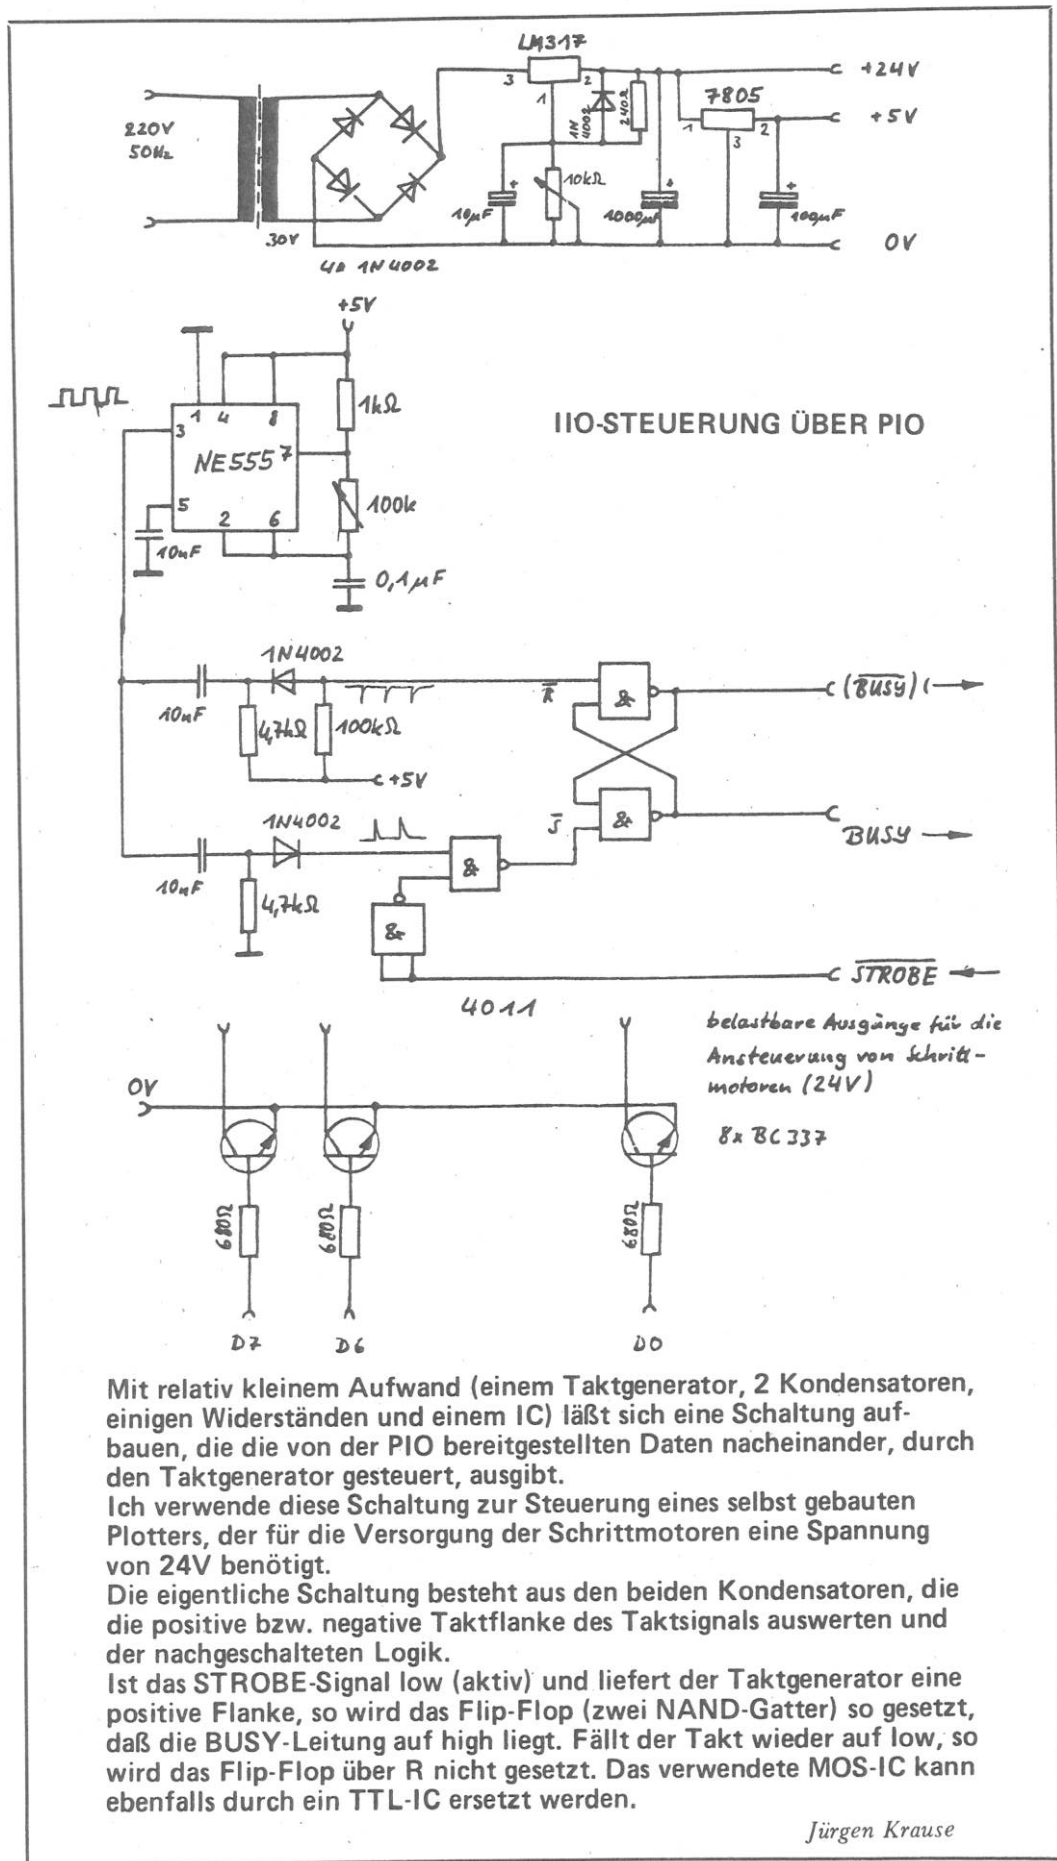 LM317
3
2
+24V
1
1N
4002
240Ω
7805
1
2
+5V
3
220V
50Hz
+
10µF
10kΩ
+
1000µF
+
100µF
30V
0V
4x 1N4002
+5V
1 4 8
3
1kΩ
IIO-STEUERUNG ÜBER PIO
NE555 7
5
100k
2 6
10nF
0,1µF
1N4002
10nF
4,7kΩ
100kΩ
R
&
(BUSY)
+5V
1N4002
S
&
BUSY
10nF
4,7kΩ
&
&
STROBE
4011
belastbare Ausgänge für die
Ansteuerung von Schritt-
motoren (24V)
0V
8x BC337
680Ω
680Ω
680Ω
D7
D6
D0
Mit relativ kleinem Aufwand (einem Taktgenerator, 2 Kondensatoren,
einigen Widerständen und einem IC) läßt sich eine Schaltung auf-
bauen, die die von der PIO bereitgestellten Daten nacheinander, durch
den Taktgenerator gesteuert, ausgibt.
Ich verwende diese Schaltung zur Steuerung eines selbst gebauten
Plotters, der für die Versorgung der Schrittmotoren eine Spannung
von 24V benötigt.
Die eigentliche Schaltung besteht aus den beiden Kondensatoren, die
die positive bzw. negative Taktflanke des Taktsignals auswerten und
der nachgeschalteten Logik.
Ist das STROBE-Signal low (aktiv) und liefert der Taktgenerator eine
positive Flanke, so wird das Flip-Flop (zwei NAND-Gatter) so gesetzt,
daß die BUSY-Leitung auf high liegt. Fällt der Takt wieder auf low, so
wird das Flip-Flop über R nicht gesetzt. Das verwendete MOS-IC kann
ebenfalls durch ein TTL-IC ersetzt werden.
Jürgen Krause